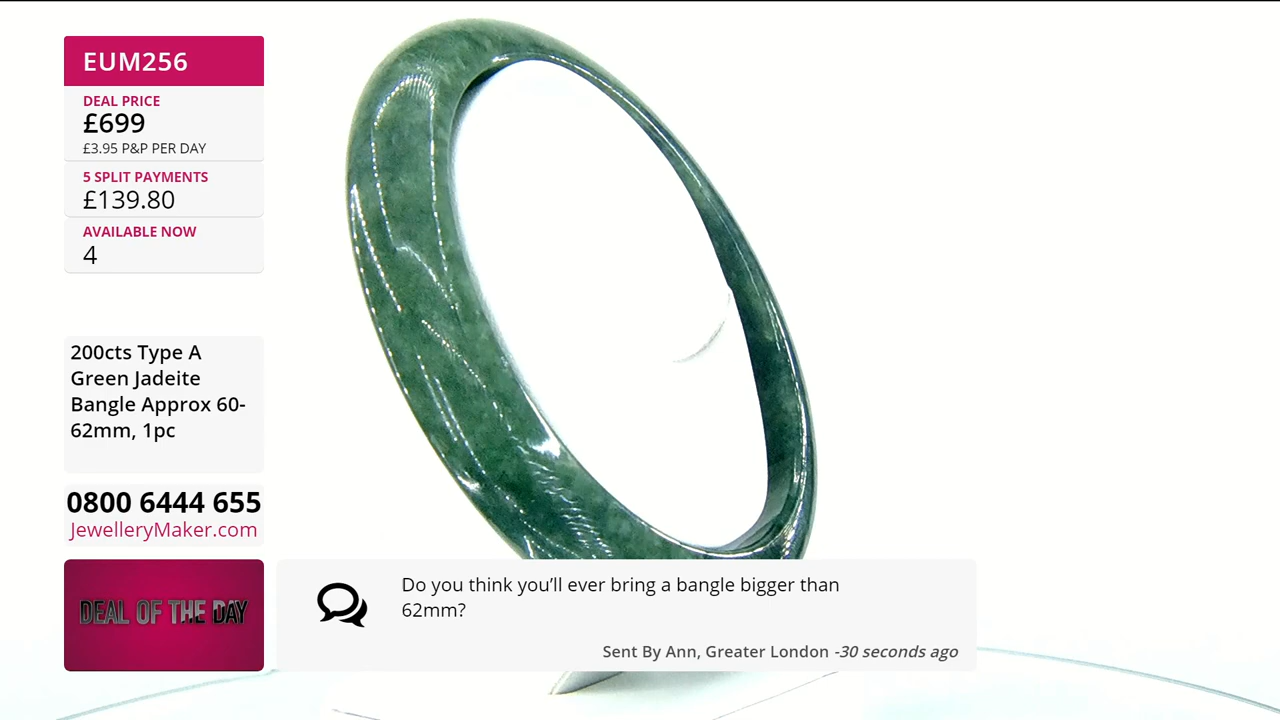 EUM256
DEAL PRICE
£699
£3.95 P&P PER DAY
5 SPLIT PAYMENTS
£139.80
AVAILABLE NOW
4
200cts Type A
Green Jadeite
Bangle Approx 60-
62mm, 1pc
0800 6444 655
JewelleryMaker.com
DEAL OF THE DAY
Do you think you’ll ever bring a bangle bigger than
62mm?
Sent By Ann, Greater London -30 seconds ago